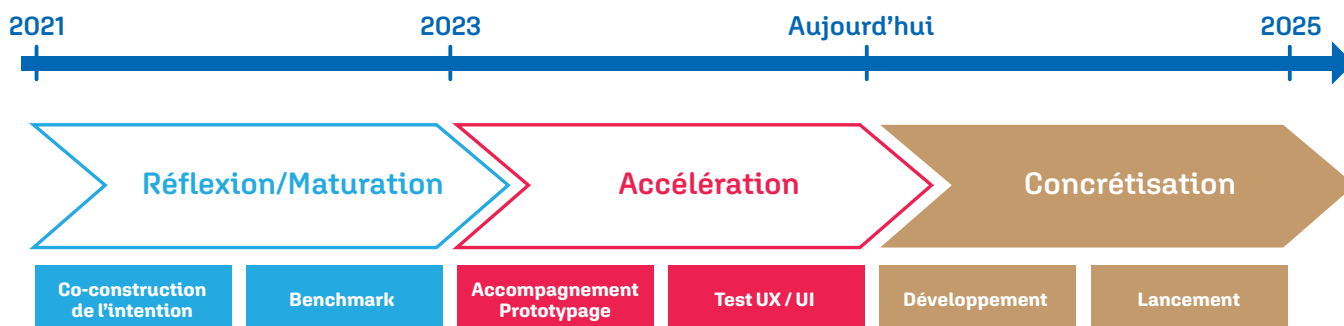 2021
2023
Aujourd’hui
2025
Réflexion/Maturation
Accélération
Concrétisation
Co-construction
de l’intention
Benchmark
Accompagnement
Prototypage
Test UX / UI
Développement
Lancement